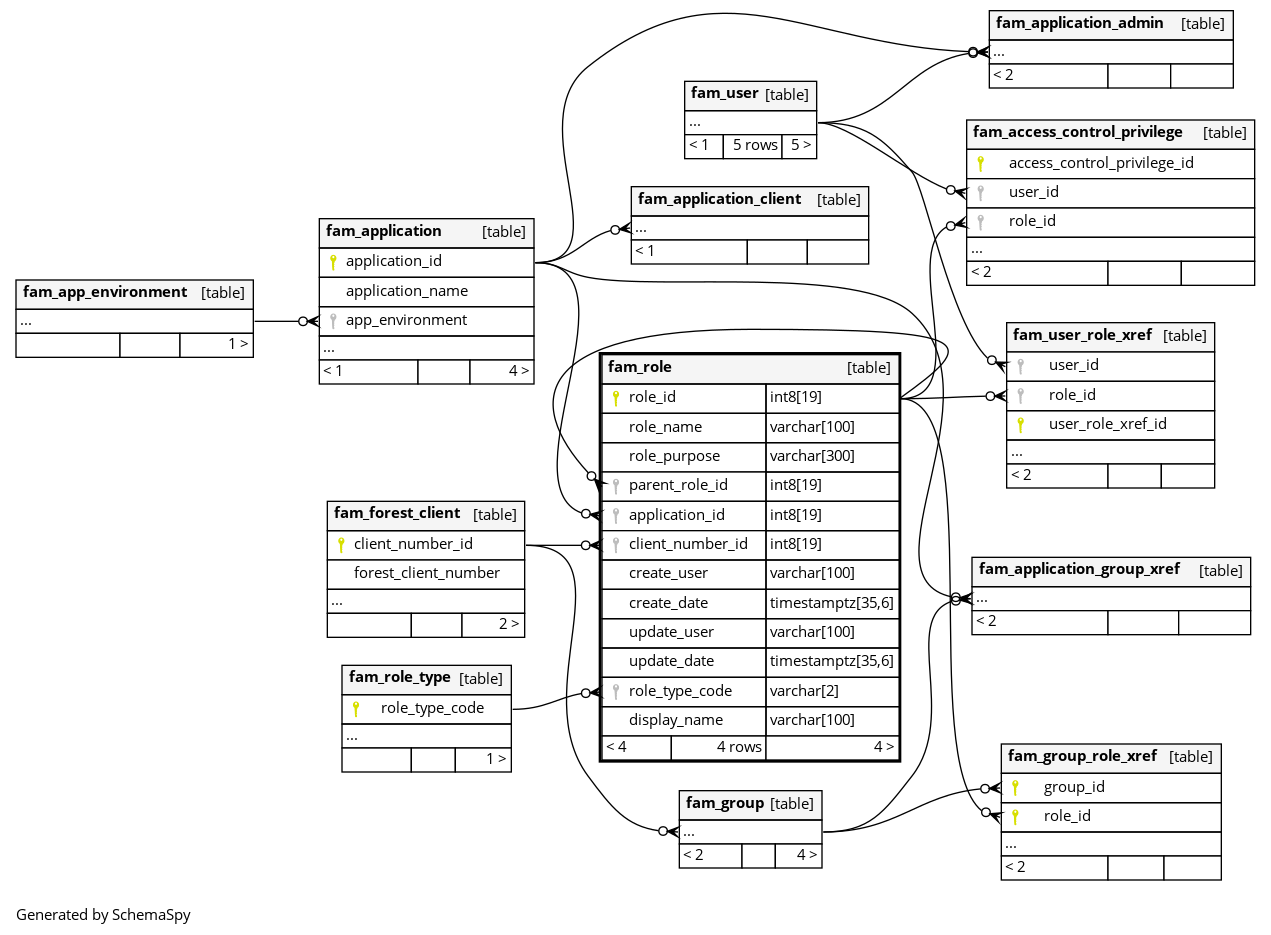 fam_application_admin [table]
...
< 2
fam_user [table]
...
< 1 5 rows 5 >
fam_access_control_privilege [table]
access_control_privilege_id
user_id
role_id
...
< 2
fam_application_client [table]
...
< 1
fam_application [table]
application_id
application_name
app_environment
...
< 1 4 >
fam_app_environment [table]
...
1 >
fam_user_role_xref [table]
user_id
role_id
user_role_xref_id
...
< 2
fam_role [table]
role_id int8[19]
role_name varchar[100]
role_purpose varchar[300]
parent_role_id int8[19]
application_id int8[19]
client_number_id int8[19]
create_user varchar[100]
create_date timestamptz[35,6]
update_user varchar[100]
update_date timestamptz[35,6]
role_type_code varchar[2]
display_name varchar[100]
< 4 4 rows 4 >
fam_forest_client [table]
client_number_id
forest_client_number
...
2 >
fam_application_group_xref [table]
...
< 2
fam_role_type [table]
role_type_code
...
1 >
fam_group_role_xref [table]
group_id
role_id
...
< 2
fam_group [table]
...
< 2 4 >
Generated by SchemaSpy